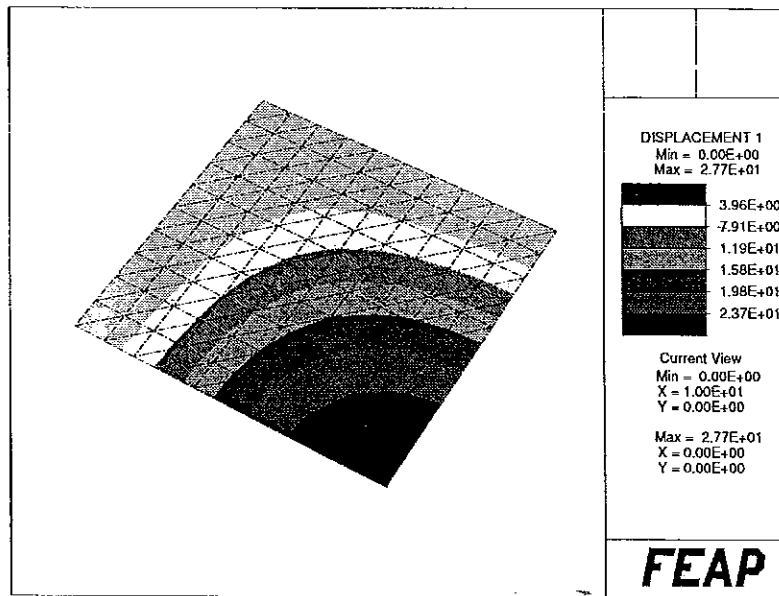 DISPLACEMENT 1
Min = 0.00E+00
Max = 2.77E+01
3.96E+00
7.91E+00
1.19E+01
1.58E+01
1.98E+01
2.37E+01
Current View
Min = 0.00E+00
X = 1.00E+01
Y = 0.00E+00
Max = 2.77E+01
X = 0.00E+00
Y = 0.00E+00
FEAP